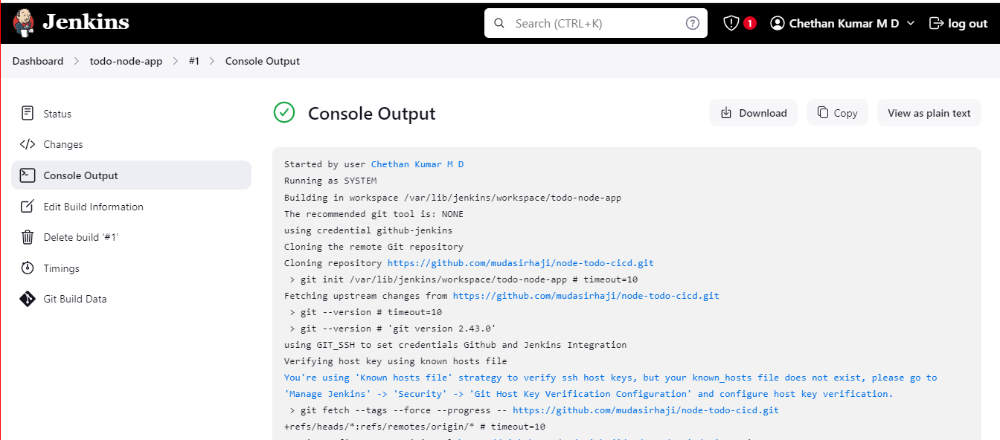 Jenkins
Search (CTRL+K)
1
Chethan Kumar M D
log out
Dashboard
todo-node-app
#1
Console Output
Status
Changes
Console Output
Edit Build Information
Delete build ‘#1’
Timings
Git Build Data
Console Output
Download
Copy
View as plain text
Started by user Chethan Kumar M D
Running as SYSTEM
Building in workspace /var/lib/jenkins/workspace/todo-node-app
The recommended git tool is: NONE
using credential github-jenkins
Cloning the remote Git repository
Cloning repository https://github.com/mudasirhaji/node-todo-cicd.git
> git init /var/lib/jenkins/workspace/todo-node-app # timeout=10
Fetching upstream changes from https://github.com/mudasirhaji/node-todo-cicd.git
> git --version # timeout=10
> git --version # 'git version 2.43.0'
using GIT_SSH to set credentials Github and Jenkins Integration
Verifying host key using known hosts file
You're using 'Known hosts file' strategy to verify ssh host keys, but your known_hosts file does not exist, please go to
'Manage Jenkins' -> 'Security' -> 'Git Host Key Verification Configuration' and configure host key verification.
> git fetch --tags --force --progress -- https://github.com/mudasirhaji/node-todo-cicd.git
+refs/heads/*:refs/remotes/origin/* # timeout=10